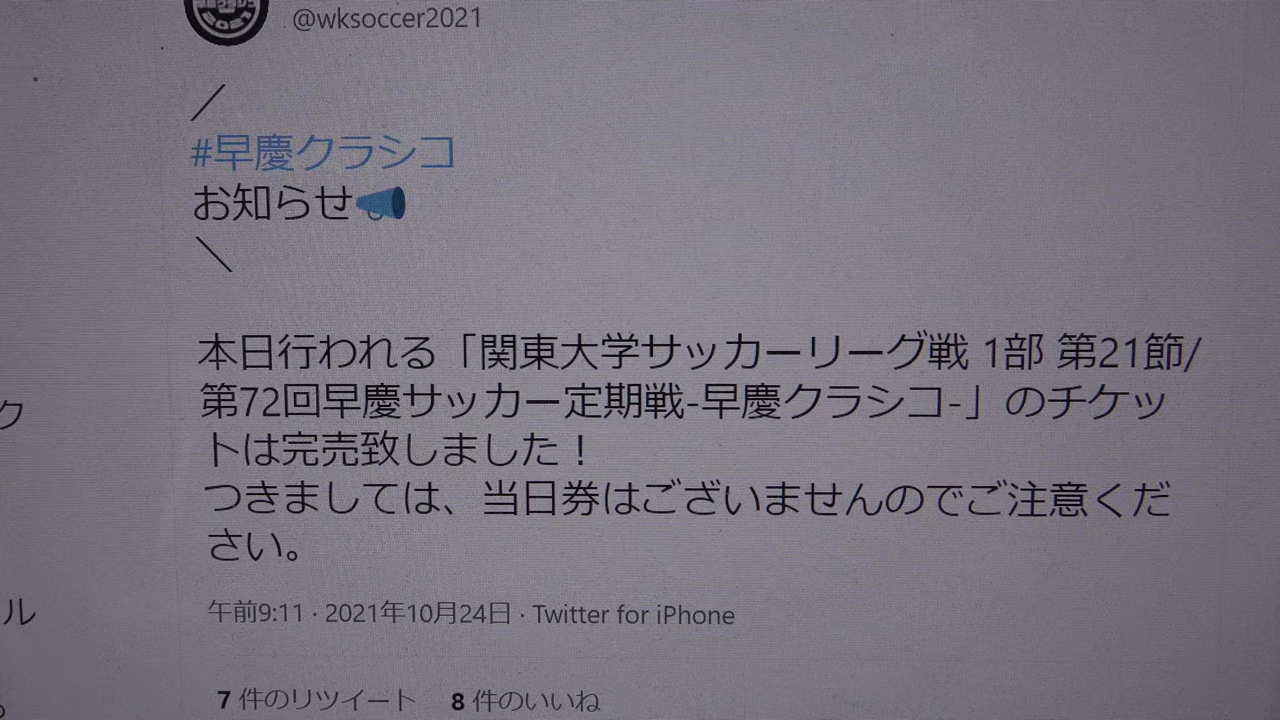 @wksoccer2021
／
#早慶クラシコ
お知らせ📣
＼
本日行われる「関東大学サッカーリーグ戦 1部 第21節/
第72回早慶サッカー定期戦-早慶クラシコ-」のチケッ
トは完売致しました！
つきましては、当日券はございませんのでご注意くだ
さい。
午前9:11 · 2021年10月24日 · Twitter for iPhone
7 件のリツイート 8 件のいいね
ク
ル